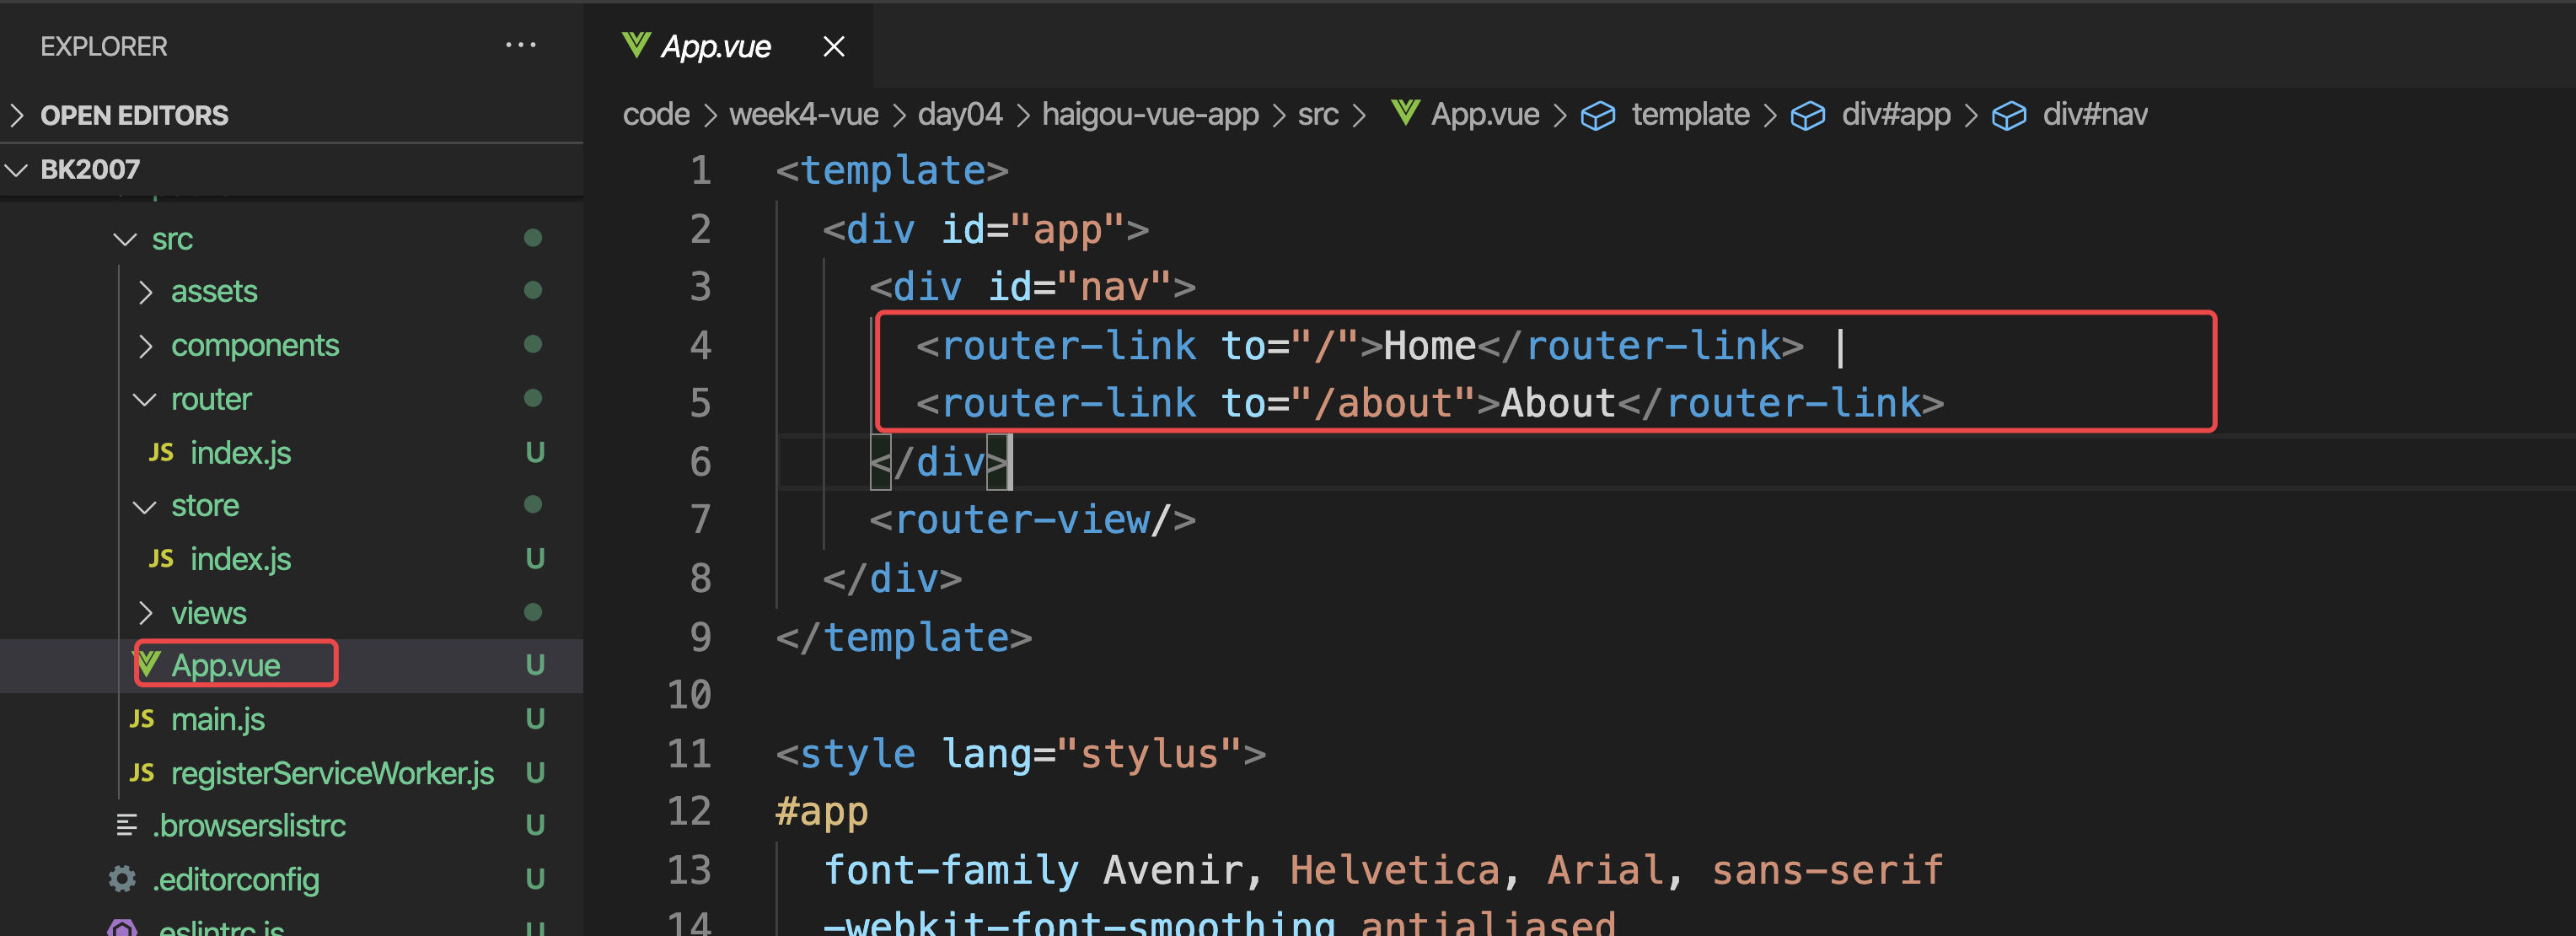 EXPLORER
OPEN EDITORS
BK2007
src
assets
components
router
JS index.js U
store
JS index.js U
views
App.vue U
JS main.js U
JS registerServiceWorker.js U
.browserslistrc U
.editorconfig U
.eslintrc.js U
App.vue
code > week4-vue > day04 > haigou-vue-app > src > App.vue > template > div#app > div#nav
1 <template>
2 <div id="app">
3 <div id="nav">
4 <router-link to="/">Home</router-link> |
5 <router-link to="/about">About</router-link>
6 </div>
7 <router-view/>
8 </div>
9 </template>
10
11 <style lang="stylus">
12 #app
13 font-family Avenir, Helvetica, Arial, sans-serif
14 -webkit-font-smoothing antialiased